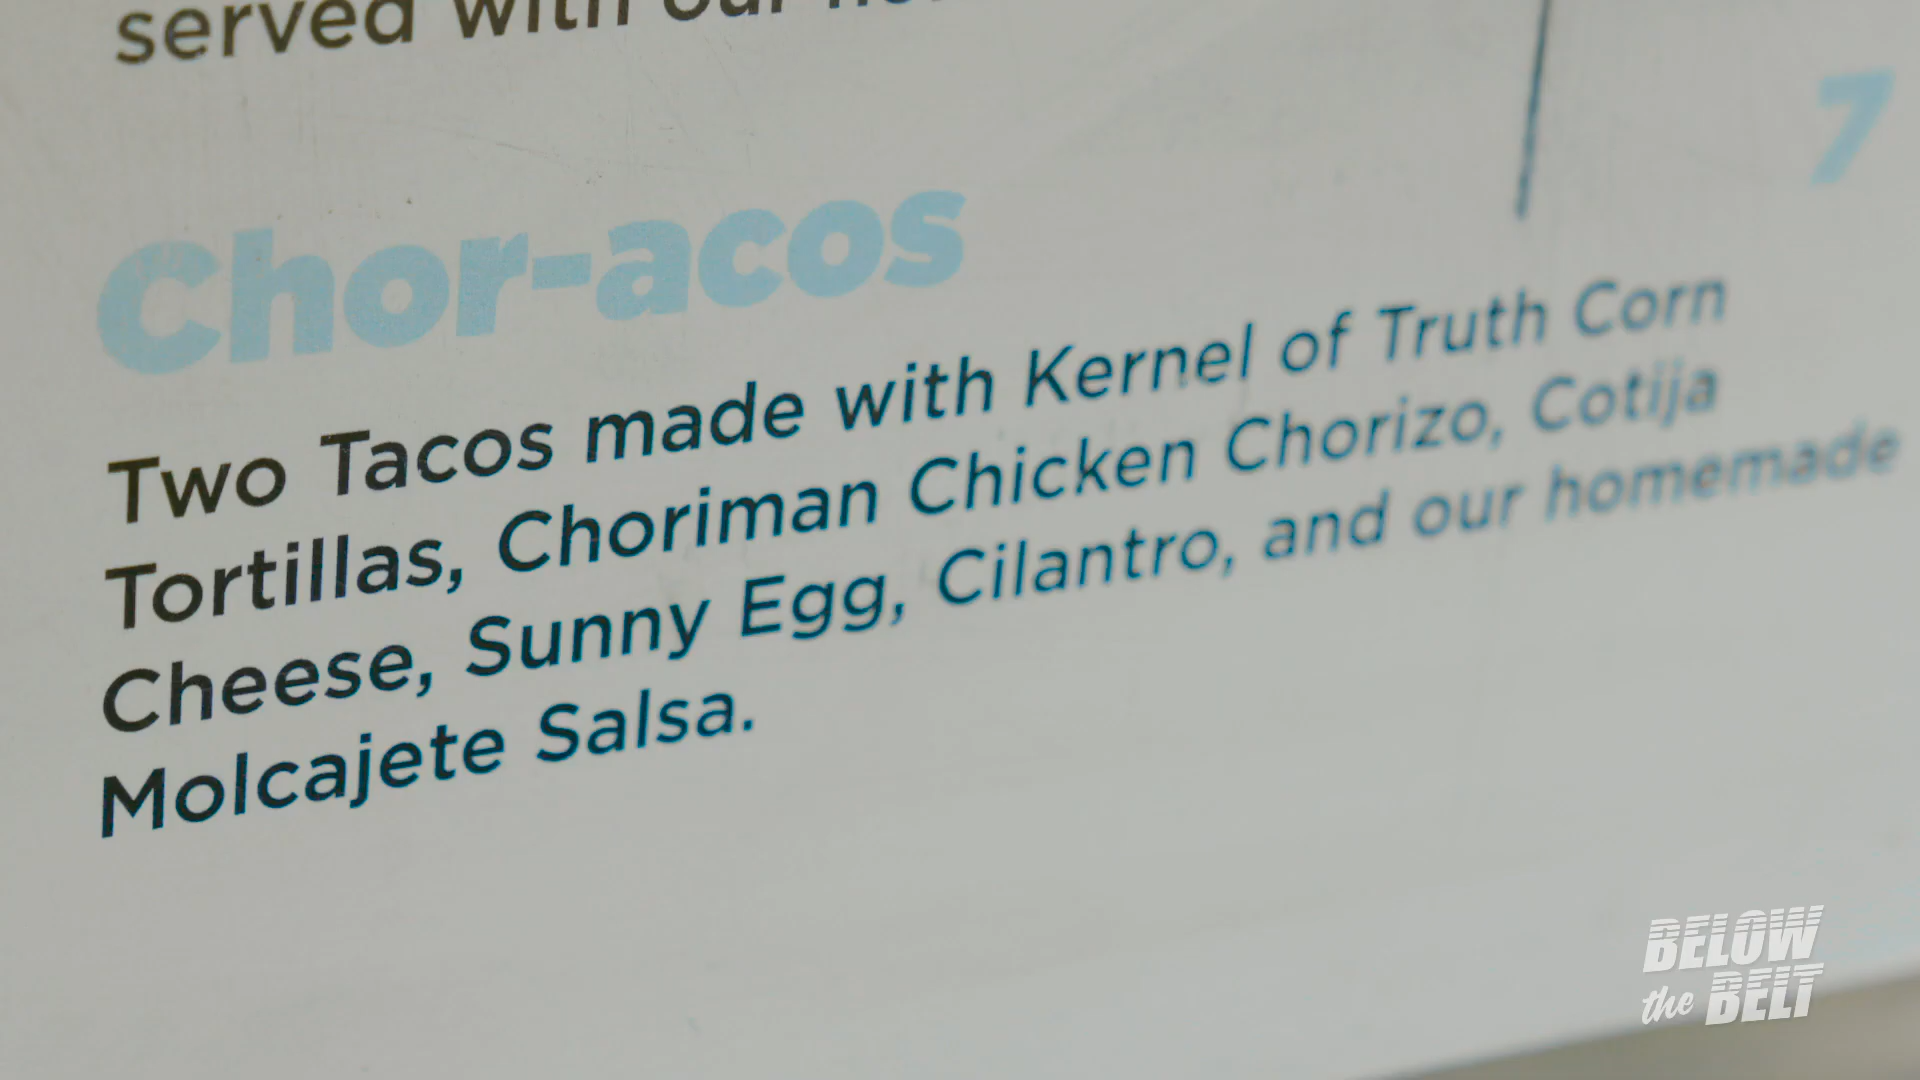 served with our
7
Chor-acos
Two Tacos made with Kernel of Truth Corn
Tortillas, Choriman Chicken Chorizo, Cotija
Cheese, Sunny Egg, Cilantro, and our homemade
Molcajete Salsa.
BELOW
the BELT